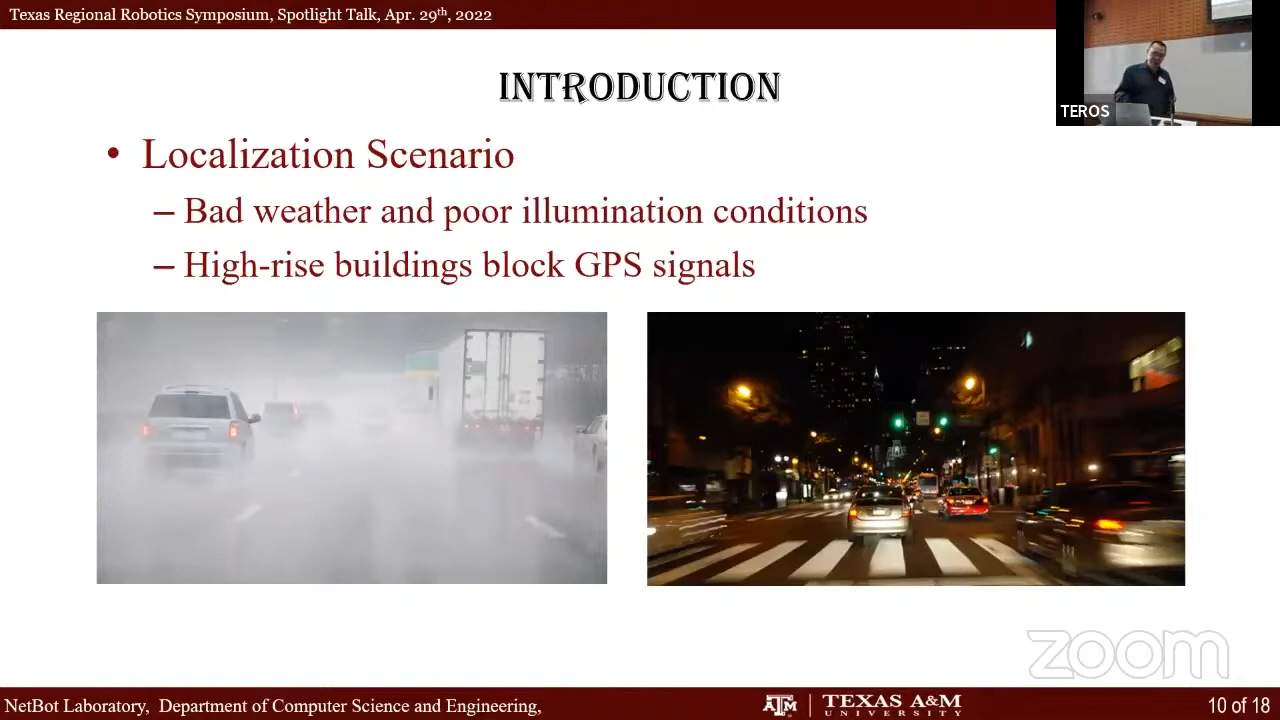 Texas Regional Robotics Symposium, Spotlight Talk, Apr. 29th, 2022
TEROS
INTRODUCTION
• Localization Scenario
– Bad weather and poor illumination conditions
– High-rise buildings block GPS signals
zoom
NetBot Laboratory, Department of Computer Science and Engineering,
ATM | TEXAS A&M
UNIVERSITY
10 of 18